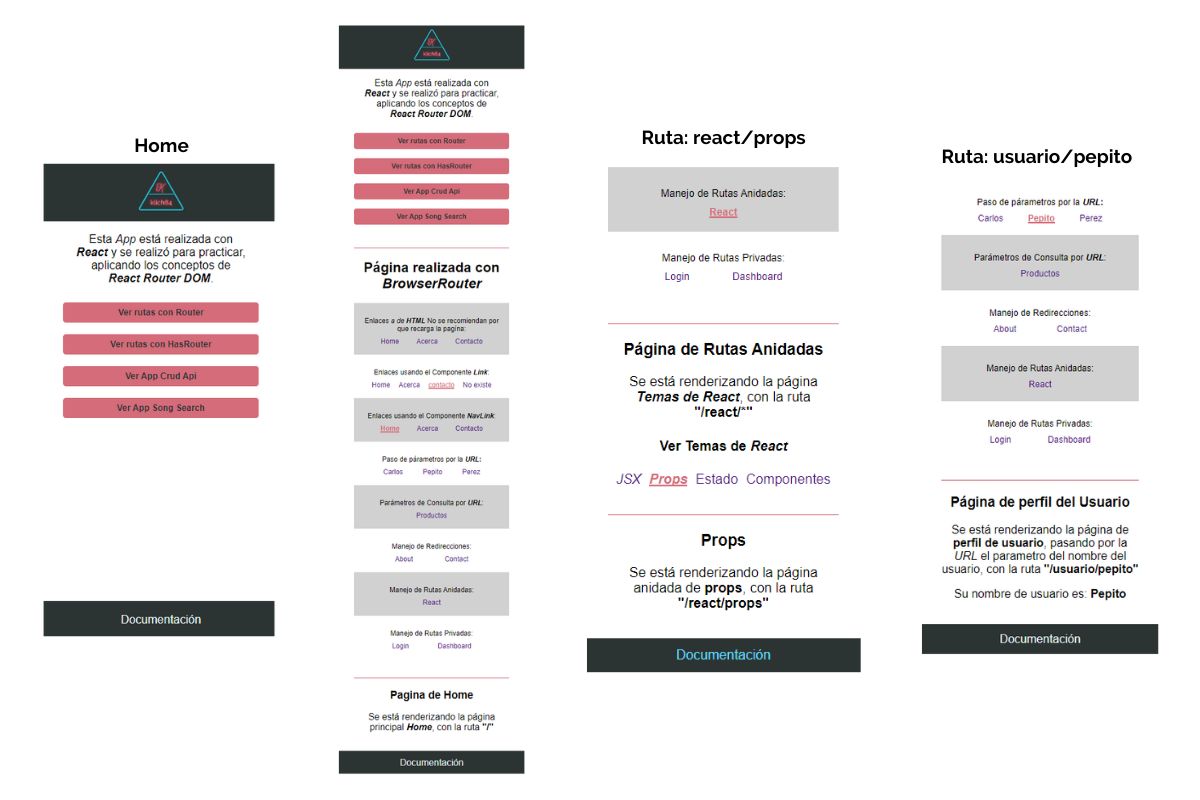 Home
kiich84
Esta App está realizada con
React y se realizó para practicar,
aplicando los conceptos de
React Router DOM.
Ver rutas con Router
Ver rutas con HasRouter
Ver App Crud Api
Ver App Song Search
Documentación
kiich84
Esta App está realizada con
React y se realizó para practicar,
aplicando los conceptos de
React Router DOM.
Ver rutas con Router
Ver rutas con HasRouter
Ver App Crud Api
Ver App Song Search
Página realizada con
BrowserRouter
Enlaces a de HTML No se recomiendan por
que recarga la pagina:
Home Acerca Contacto
Enlaces usando el Componente Link:
Home Acerca contacto No existe
Enlaces usando el Componente NavLink:
Home Acerca Contacto
Paso de párametros por la URL:
Carlos Pepito Perez
Parámetros de Consulta por URL:
Productos
Manejo de Redirecciones:
About Contact
Manejo de Rutas Anidadas:
React
Manejo de Rutas Privadas:
Login Dashboard
Pagina de Home
Se está renderizando la página
principal Home, con la ruta "/"
Documentación
Ruta: react/props
Manejo de Rutas Anidadas:
React
Manejo de Rutas Privadas:
Login Dashboard
Página de Rutas Anidadas
Se está renderizando la página
Temas de React, con la ruta
"/react/*"
Ver Temas de React
JSX Props Estado Componentes
Props
Se está renderizando la página
anidada de props, con la ruta
"/react/props"
Documentación
Ruta: usuario/pepito
Paso de párametros por la URL:
Carlos Pepito Perez
Parámetros de Consulta por URL:
Productos
Manejo de Redirecciones:
About Contact
Manejo de Rutas Anidadas:
React
Manejo de Rutas Privadas:
Login Dashboard
Página de perfil del Usuario
Se está renderizando la página de
perfil de usuario, pasando por la
URL el parametro del nombre del
usuario, con la ruta "/usuario/pepito"
Su nombre de usuario es: Pepito
Documentación